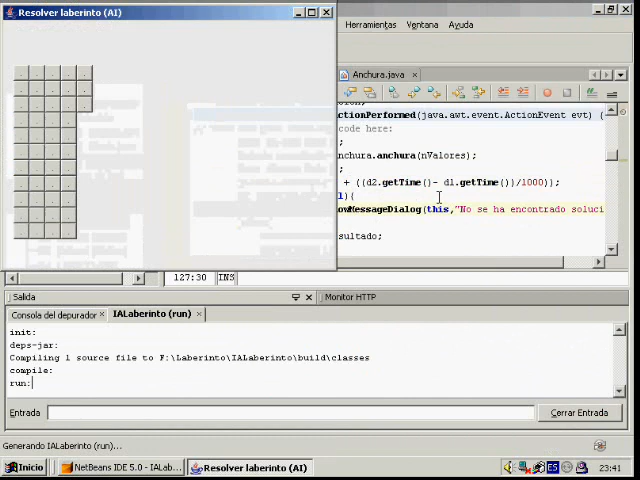 Resolver laberinto (AI)
Herramientas Ventana Ayuda
Anchura.java
ctionPerformed(java.awt.event.ActionEvent evt) {
code here:
;
nchura.anchura(nValores);
;
+ ((d2.getTime()- d1.getTime())/1000));
l){
owMessageDialog(this,"No se ha encontrado soluci
sultado;
127:30 INS
Salida
Monitor HTTP
Consola del depurador
IALaberinto (run)
init:
deps-jar:
Compiling 1 source file to F:\Laberinto\IALaberinto\build\classes
compile:
run:
Entrada
Cerrar Entrada
Generando IALaberinto (run)...
Inicio
NetBeans IDE 5.0 - IALab...
Resolver laberinto (AI)
ES
23:41